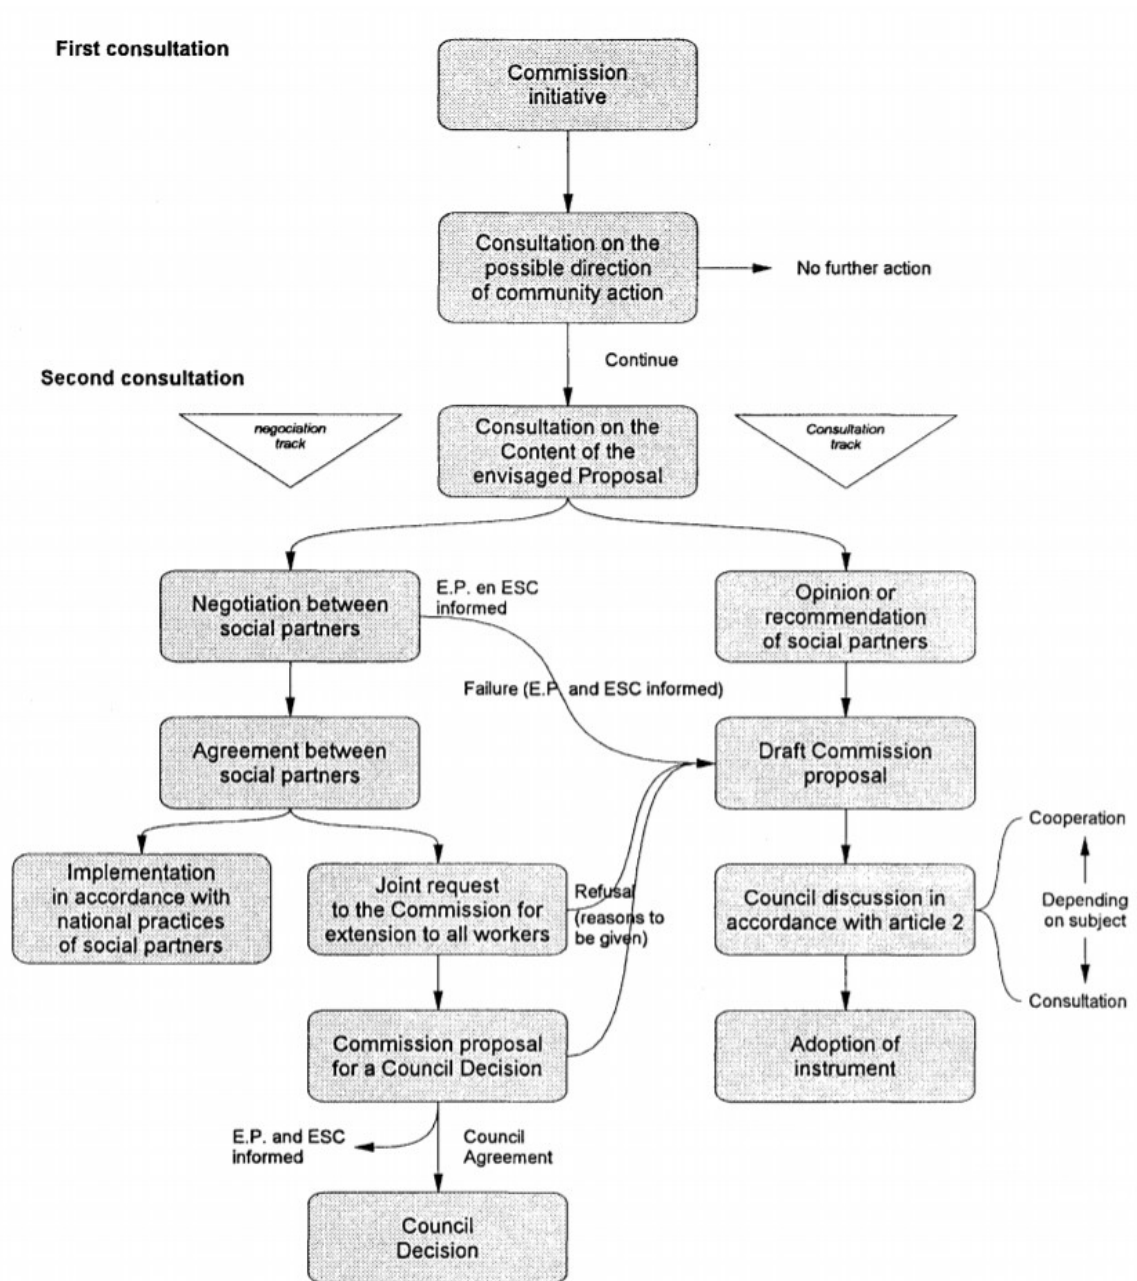 First consultation
Commission
initiative
Consultation on the
possible direction
of community action
No further action
Continue
Second consultation
negociation
track
Consultation on the
Content of the
envisaged Proposal
Consultation
track
Negotiation between
social partners
E.P. en ESC
informed
Opinion or
recommendation
of social partners
Failure (E.P. and ESC informed)
Agreement between
social partners
Draft Commission
proposal
Implementation
in accordance with
national practices
of social partners
Joint request
to the Commission for
extension to all workers
Refusal
(reasons to
be given)
Council discussion in
accordance with article 2
Cooperation
Depending
on subject
Consultation
Commission proposal
for a Council Decision
Adoption of
instrument
E.P. and ESC
informed
Council
Agreement
Council
Decision